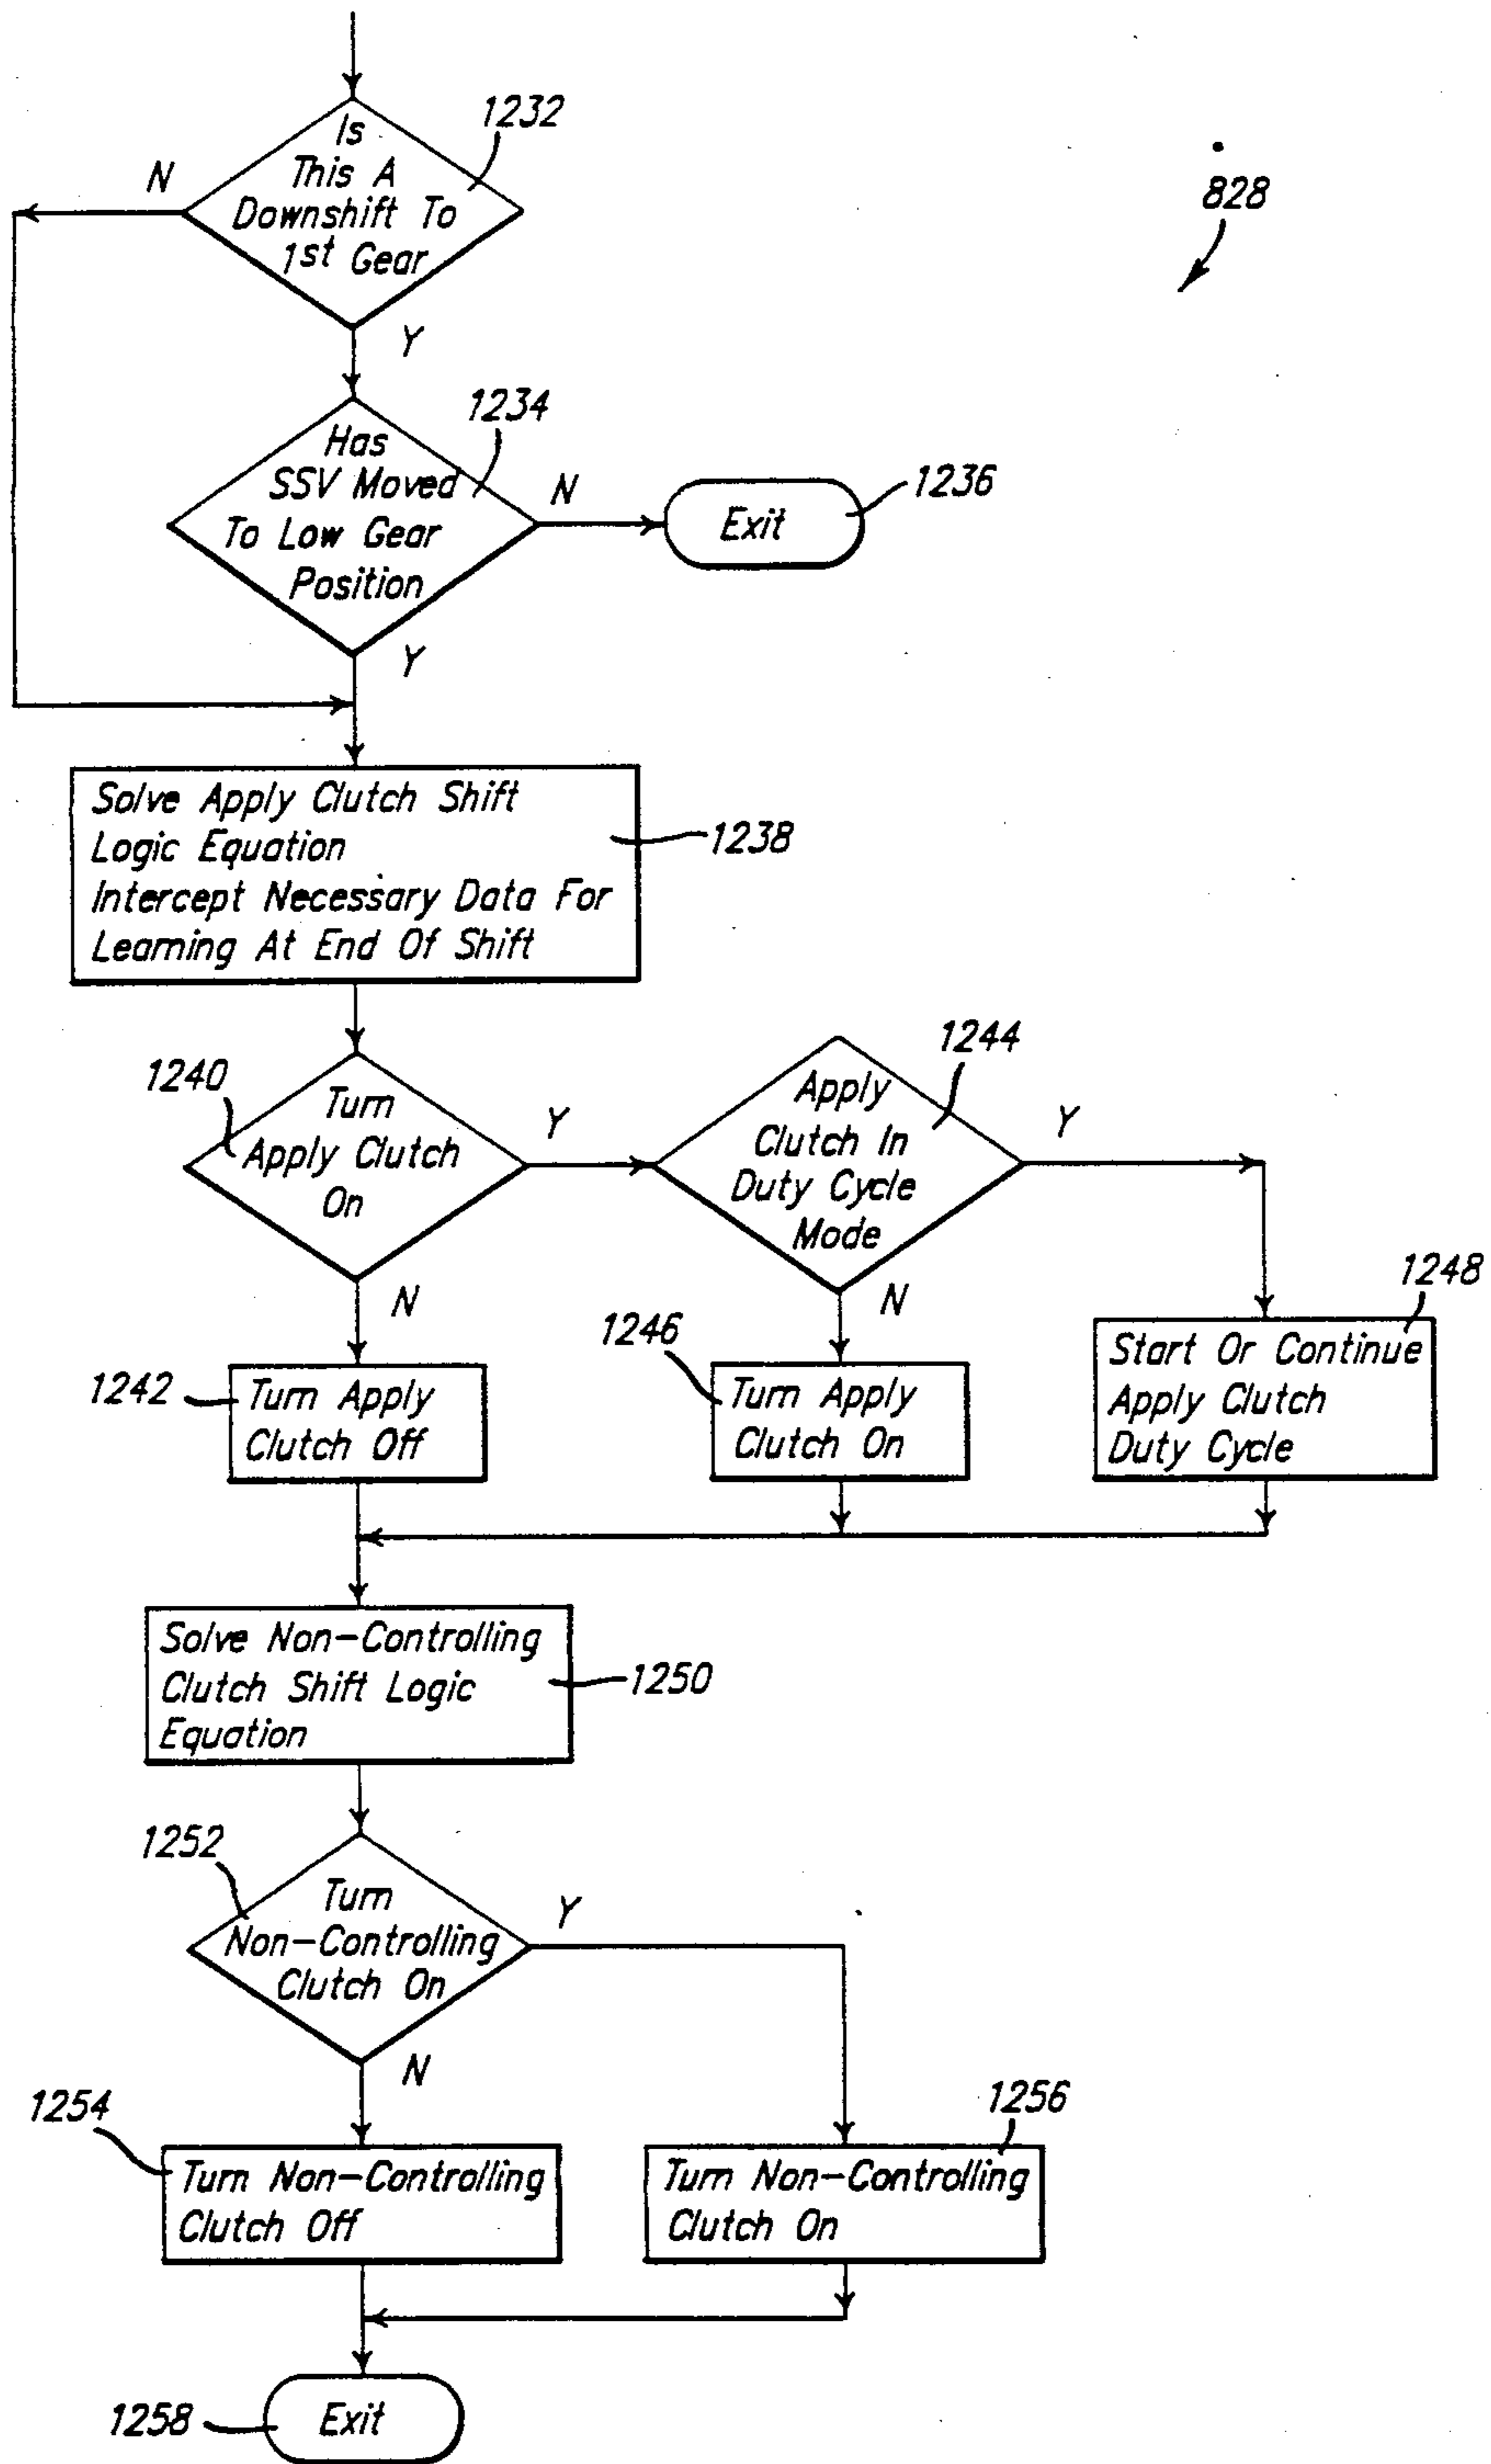 Is
This A
Downshift To
1st Gear
1232
N
Y
828
Has
SSV Moved
To Low Gear
Position
1234
N
Y
Exit
1236
Solve Apply Clutch Shift
Logic Equation
Intercept Necessary Data For
Learning At End Of Shift
1238
1240
Turn
Apply Clutch
On
Y
N
1244
Apply
Clutch In
Duty Cycle
Mode
Y
N
1242
Turn Apply
Clutch Off
1246
Turn Apply
Clutch On
1248
Start Or Continue
Apply Clutch
Duty Cycle
Solve Non-Controlling
Clutch Shift Logic
Equation
1250
1252
Turn
Non-Controlling
Clutch On
Y
N
1254
Turn Non-Controlling
Clutch Off
1256
Turn Non-Controlling
Clutch On
1258
Exit